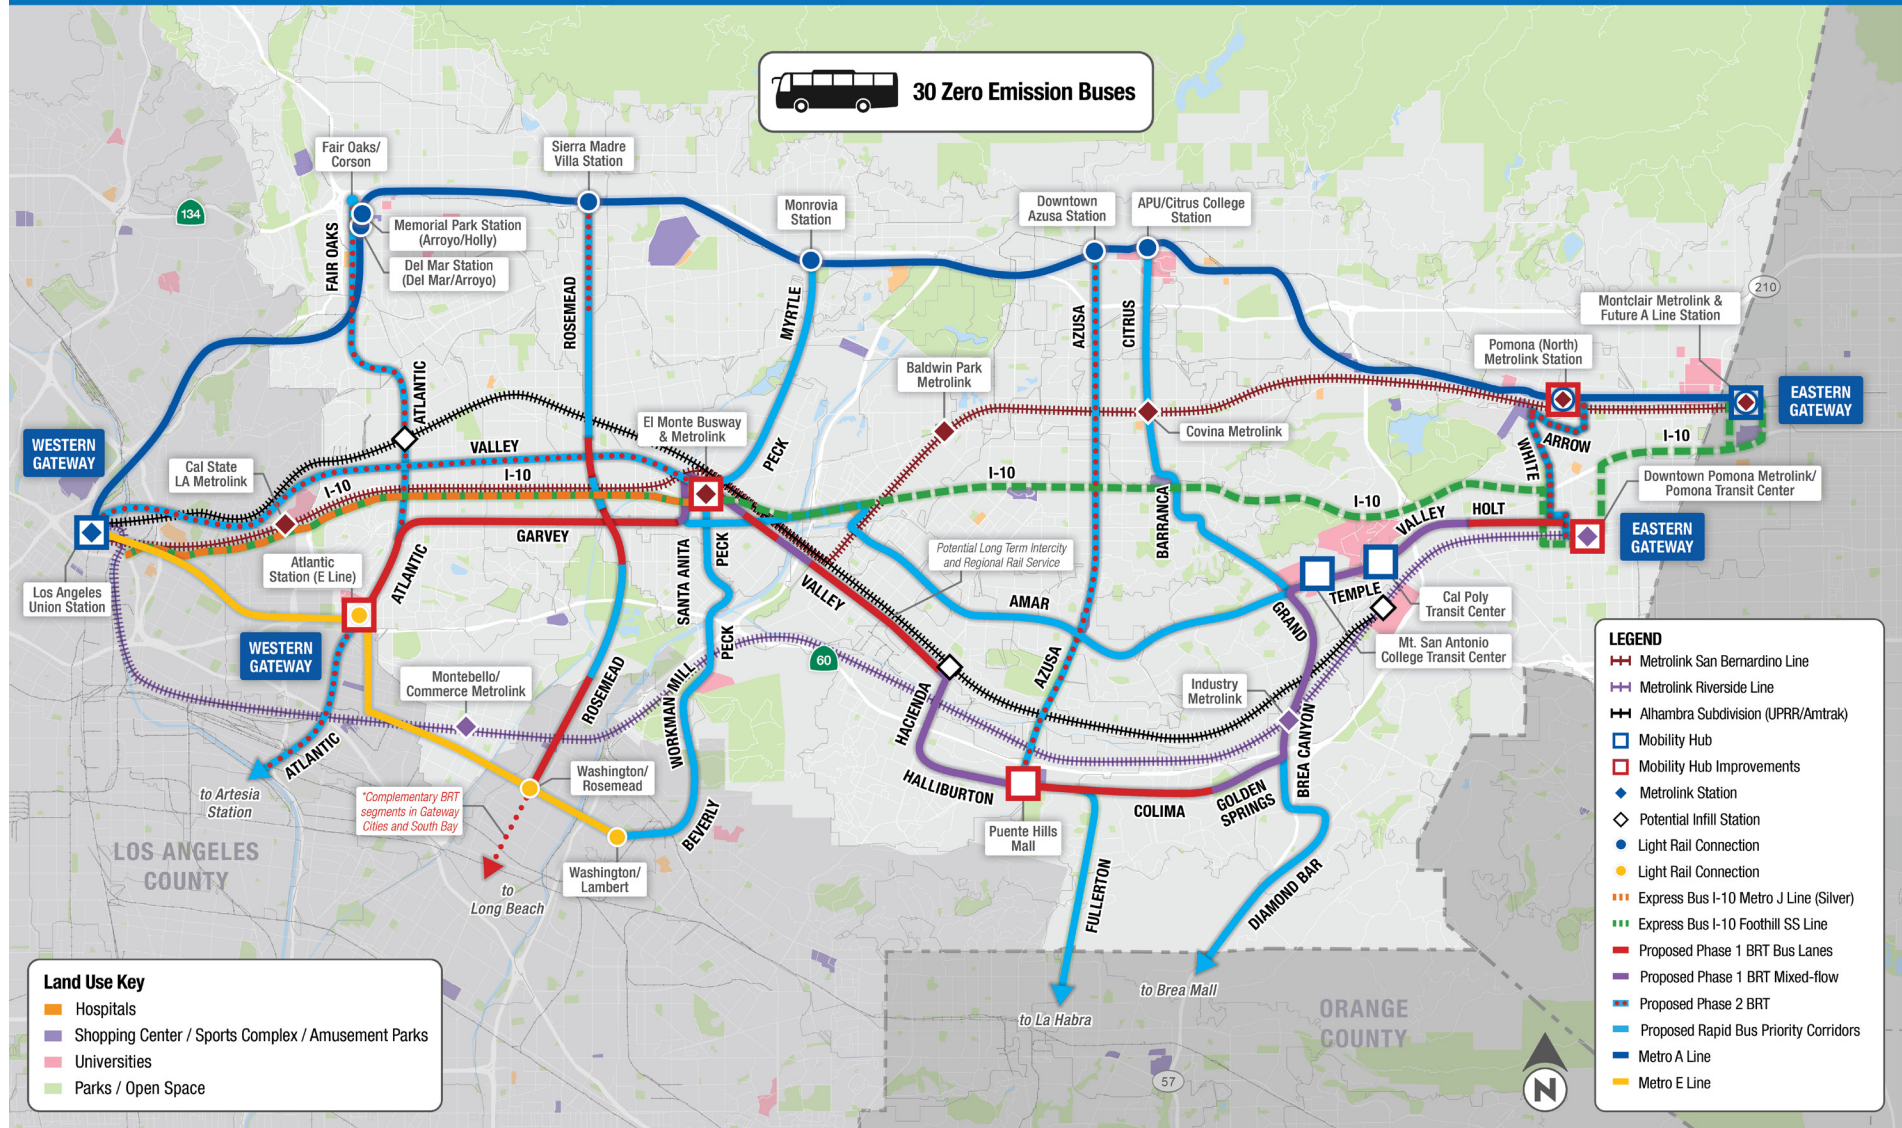 30 Zero Emission Buses
Fair Oaks/
Corson
Sierra Madre
Villa Station
134
Memorial Park Station
(Arroyo/Holly)
Del Mar Station
(Del Mar/Arroyo)
Monrovia
Station
Downtown
Azusa Station
APU/Citrus College
Station
210
Montclair Metrolink &
Future A Line Station
Pomona (North)
Metrolink Station
EASTERN
GATEWAY
FAIR OAKS
ROSEMEAD
MYRTLE
AZUSA
CITRUS
ATLANTIC
Baldwin Park
Metrolink
Covina Metrolink
El Monte Busway
& Metrolink
PECK
WESTERN
GATEWAY
Cal State
LA Metrolink
VALLEY
I-10
I-10
I-10
I-10
I-10
WHITE
ARROW
Downtown Pomona Metrolink/
Pomona Transit Center
EASTERN
GATEWAY
VALLEY
HOLT
GARVEY
BARRANCA
Los Angeles
Union Station
Atlantic
Station (E Line)
ATLANTIC
SANTA ANITA
PECK
PECK
Potential Long Term Intercity
and Regional Rail Service
VALLEY
AMAR
GRAND
TEMPLE
Cal Poly
Transit Center
Mt. San Antonio
College Transit Center
WESTERN
GATEWAY
Montebello/
Commerce Metrolink
ROSEMEAD
WORKMAN MILL
60
HACIENDA
AZUSA
Industry
Metrolink
BREA CANYON
ATLANTIC
to Artesia
Station
*Complementary BRT
segments in Gateway
Cities and South Bay
Washington/
Rosemead
BEVERLY
HALLIBURTON
COLIMA
GOLDEN
SPRINGS
Puente Hills
Mall
Washington/
Lambert
to
Long Beach
FULLERTON
DIAMOND BAR
to Brea Mall
to La Habra
LOS ANGELES
COUNTY
ORANGE
COUNTY
57
N
Land Use Key
Hospitals
Shopping Center / Sports Complex / Amusement Parks
Universities
Parks / Open Space
LEGEND
Metrolink San Bernardino Line
Metrolink Riverside Line
Alhambra Subdivision (UPRR/Amtrak)
Mobility Hub
Mobility Hub Improvements
Metrolink Station
Potential Infill Station
Light Rail Connection
Light Rail Connection
Express Bus I-10 Metro J Line (Silver)
Express Bus I-10 Foothill SS Line
Proposed Phase 1 BRT Bus Lanes
Proposed Phase 1 BRT Mixed-flow
Proposed Phase 2 BRT
Proposed Rapid Bus Priority Corridors
Metro A Line
Metro E Line